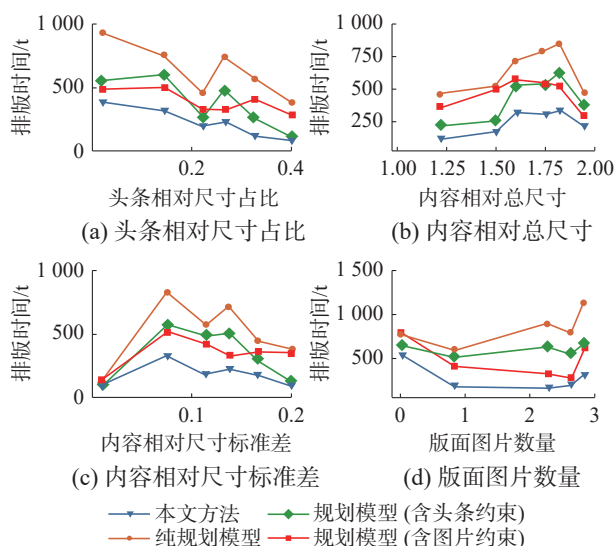 1 000
500
0
排版时间/t
0.2
0.4
头条相对尺寸占比
(a) 头条相对尺寸占比
1 000
750
500
250
排版时间/t
1.00
1.25
1.50
1.75
2.00
内容相对总尺寸
(b) 内容相对总尺寸
1 000
500
0
排版时间/t
0.1
0.2
内容相对尺寸标准差
(c) 内容相对尺寸标准差
1 500
1 000
500
排版时间/t
0
1
2
3
版面图片数量
(d) 版面图片数量
本文方法
规划模型 (含头条约束)
纯规划模型
规划模型 (含图片约束)